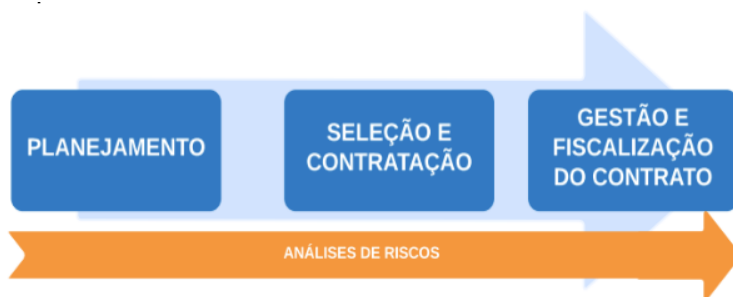 PLANEJAMENTO
SELEÇÃO E
CONTRATAÇÃO
GESTÃO E
FISCALIZAÇÃO
DO CONTRATO
ANÁLISES DE RISCOS